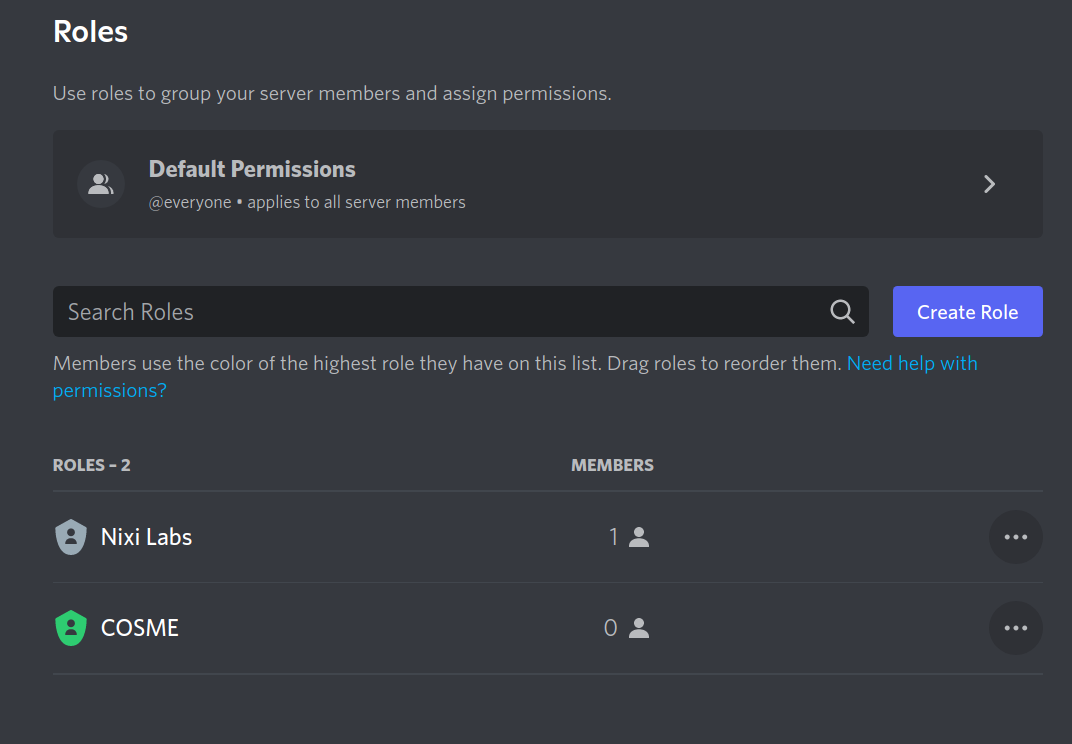 Roles
Use roles to group your server members and assign permissions.
Default Permissions
@everyone • applies to all server members
Search Roles
Create Role
Members use the color of the highest role they have on this list. Drag roles to reorder them. Need help with
permissions?
ROLES – 2 MEMBERS
Nixi Labs 1
COSME 0